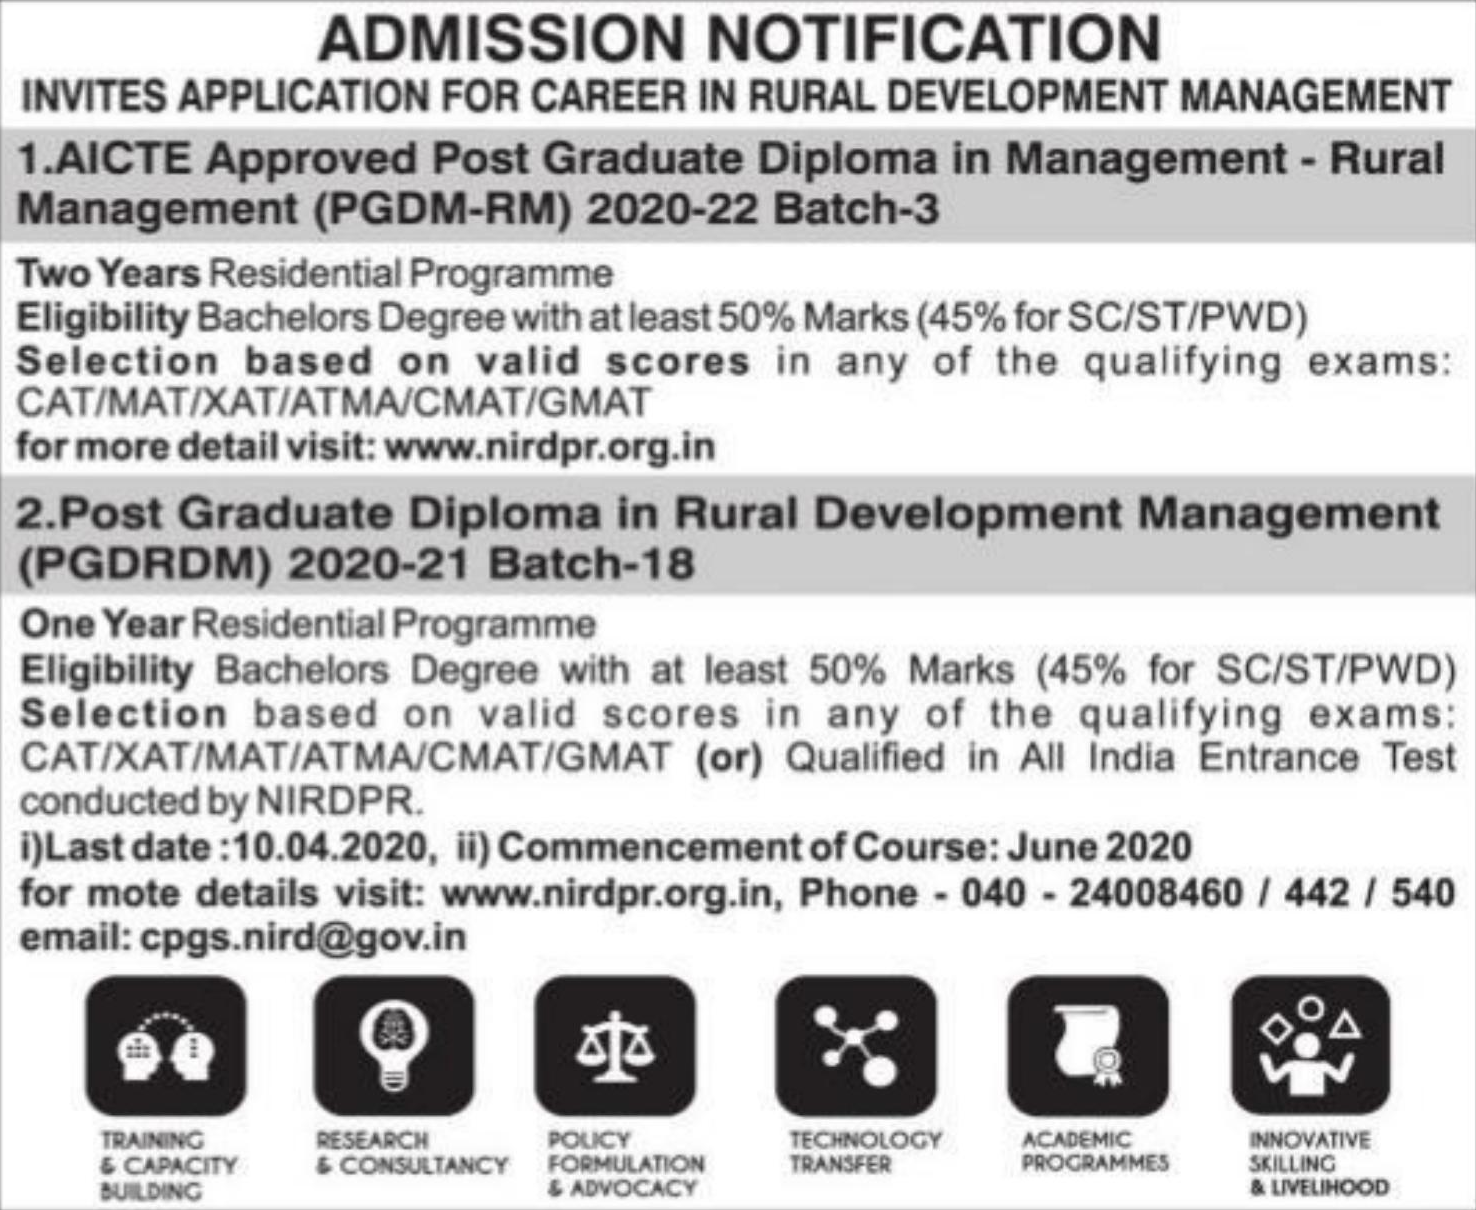 ADMISSION NOTIFICATION
INVITES APPLICATION FOR CAREER IN RURAL DEVELOPMENT MANAGEMENT
1.AICTE Approved Post Graduate Diploma in Management - Rural
Management (PGDM-RM) 2020-22 Batch-3
Two Years Residential Programme
Eligibility Bachelors Degree with at least 50% Marks (45% for SC/ST/PWD)
Selection based on valid scores in any of the qualifying exams:
CAT/MAT/XAT/ATMA/CMAT/GMAT
for more detail visit: www.nirdpr.org.in
2.Post Graduate Diploma in Rural Development Management
(PGDRDM) 2020-21 Batch-18
One Year Residential Programme
Eligibility Bachelors Degree with at least 50% Marks (45% for SC/ST/PWD)
Selection based on valid scores in any of the qualifying exams:
CAT/XAT/MAT/ATMA/CMAT/GMAT (or) Qualified in All India Entrance Test
conducted by NIRDPR.
i)Last date :10.04.2020, ii) Commencement of Course: June 2020
for mote details visit: www.nirdpr.org.in, Phone - 040 - 24008460 / 442 / 540
email: cpgs.nird@gov.in
TRAINING
& CAPACITY
BUILDING
RESEARCH
& CONSULTANCY
POLICY
FORMULATION
& ADVOCACY
TECHNOLOGY
TRANSFER
ACADEMIC
PROGRAMMES
INNOVATIVE
SKILLING
& LIVELIHOOD